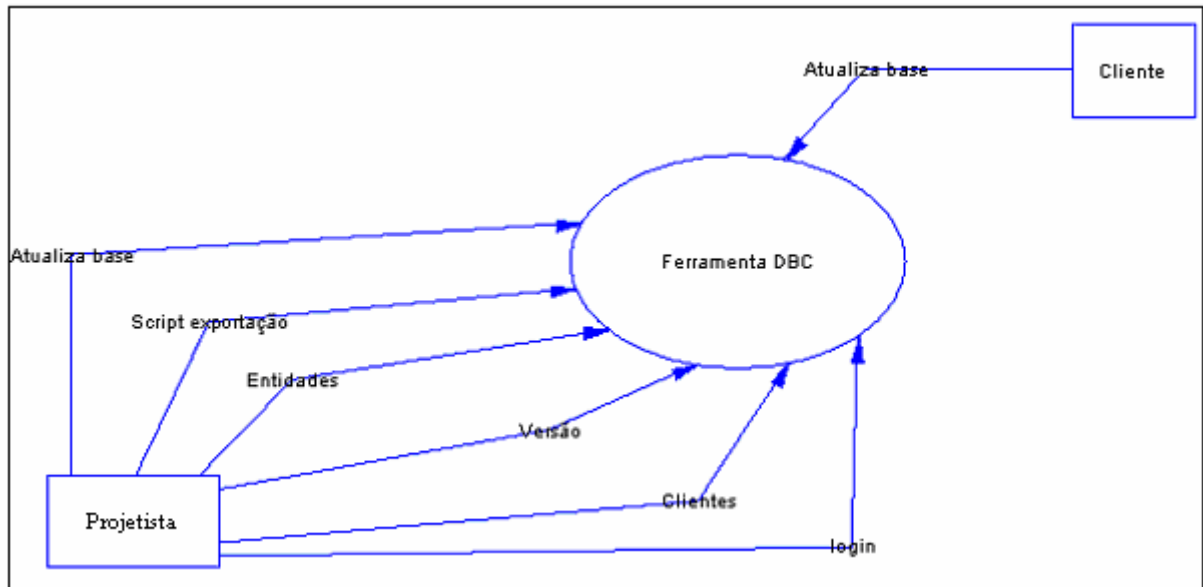 Atualiza base
Cliente
Atualiza base
Ferramenta DBC
Script exportação
Entidades
Versão
Clientes
Projetista
login